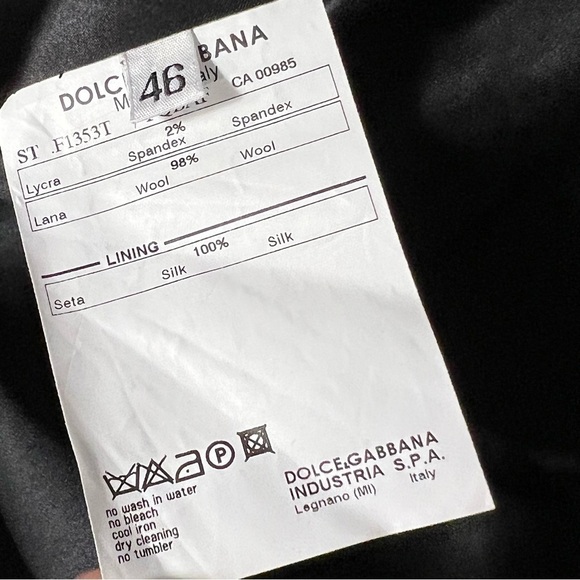 DOLC BBANA
46
aly
CA 00985
ST .F1353T
2%
Lycra Spandex Spandex
98%
Lana Wool Wool
LINING
100%
Seta Silk Silk
P
no wash in water
no bleach
cool iron
dry cleaning
no tumbler
DOLCE&GABBANA
INDUSTRIA S.P.A.
Legnano (MI) Italy